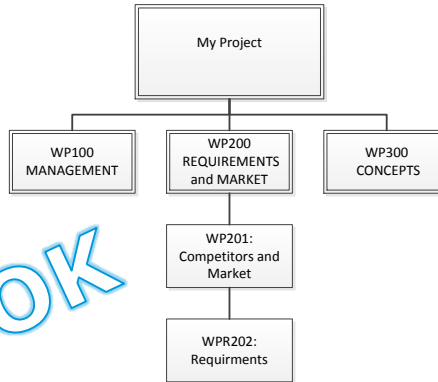 My Project
WP100
MANAGEMENT
WP200
REQUIREMENTS
and MARKET
WP300
CONCEPTS
WP201:
Competitors and
Market
WPR202:
Requirments
OK